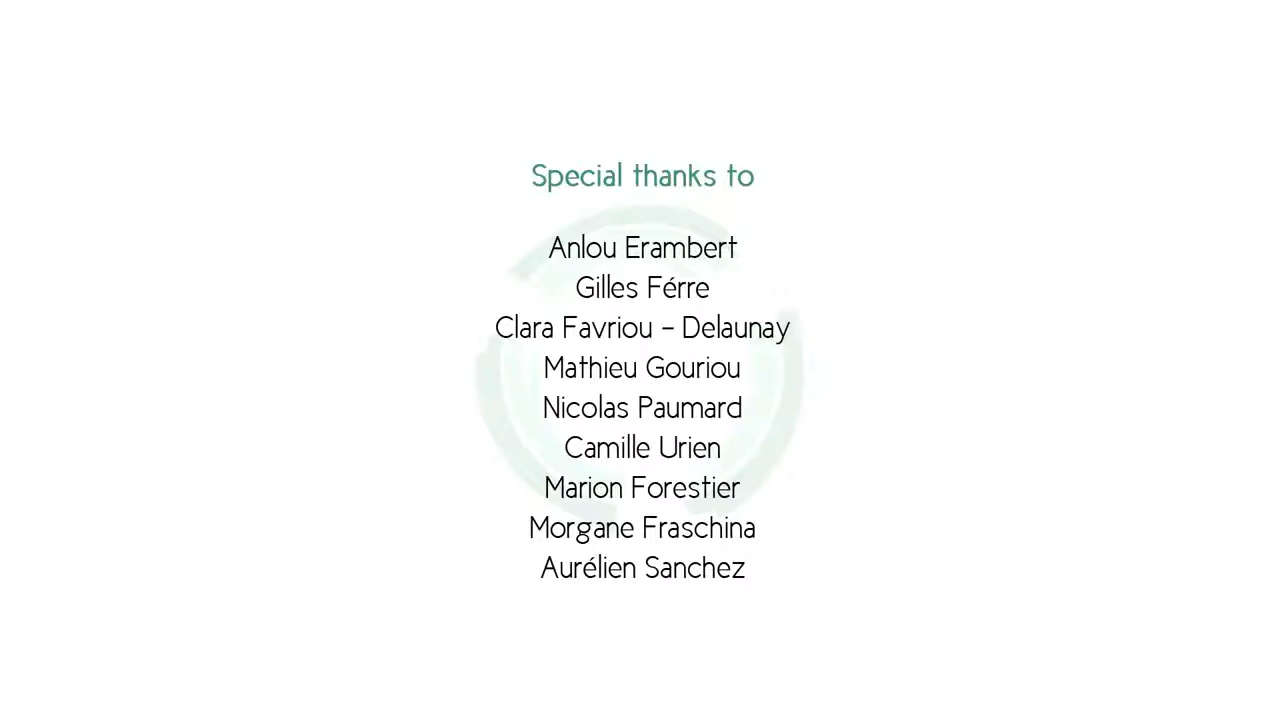 Special thanks to
Anlou Erambert
Gilles Férre
Clara Favriou - Delaunay
Mathieu Gouriou
Nicolas Paumard
Camille Urien
Marion Forestier
Morgane Fraschina
Aurélien Sanchez